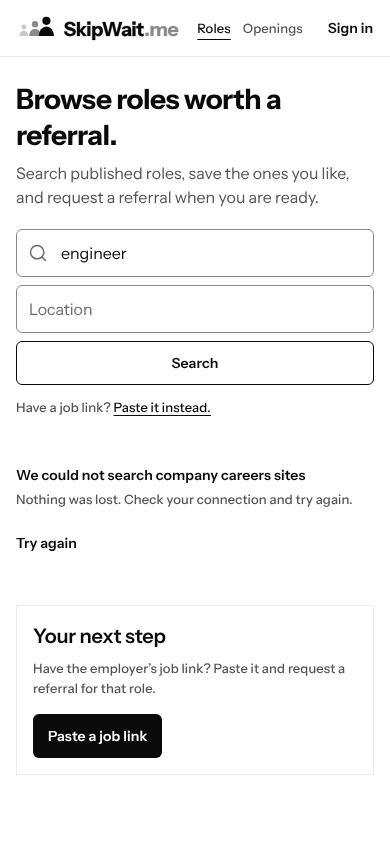 SkipWait.me
Roles
Openings
Sign in
Browse roles worth a
referral.
Search published roles, save the ones you like,
and request a referral when you are ready.
engineer
Location
Search
Have a job link? Paste it instead.
We could not search company careers sites
Nothing was lost. Check your connection and try again.
Try again
Your next step
Have the employer’s job link? Paste it and request a
referral for that role.
Paste a job link